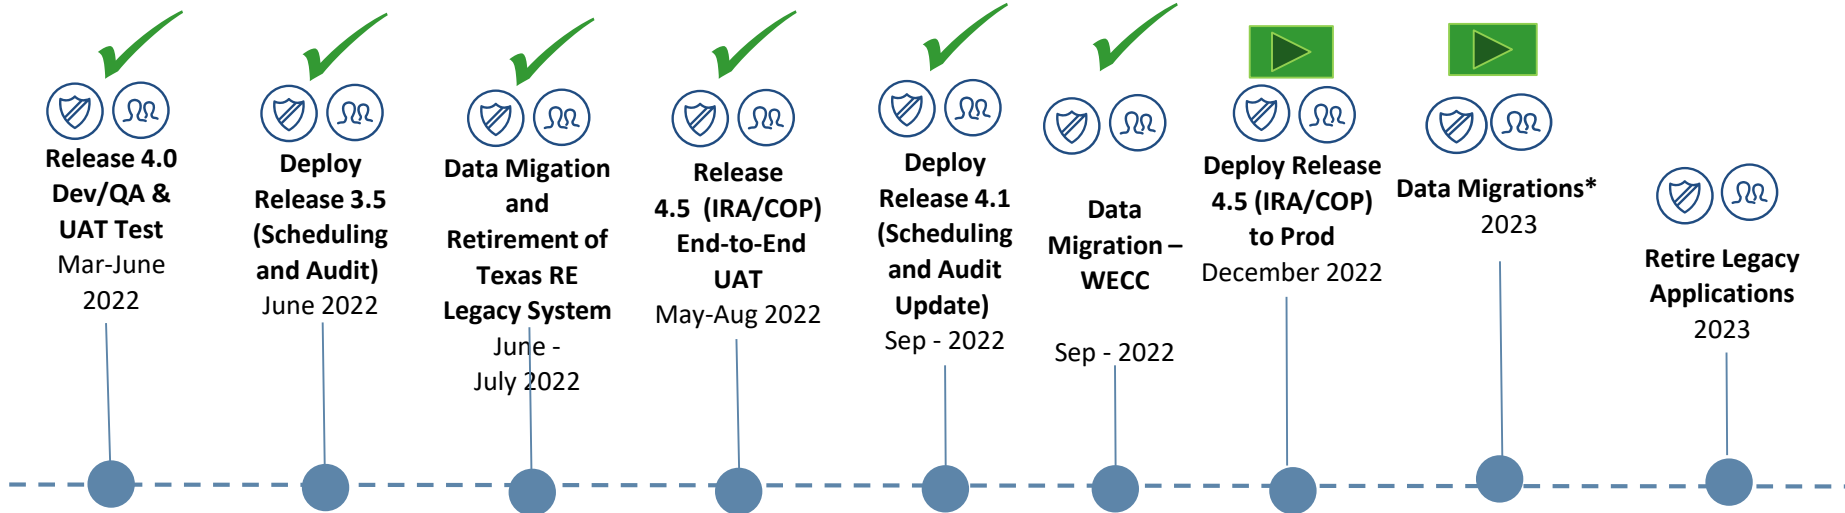 Release 4.0
Dev/QA &
UAT Test
Mar-June
2022
Deploy
Release 3.5
(Scheduling
and Audit)
June 2022
Data Migation
and
Retirement of
Texas RE
Legacy System
June -
July 2022
Release
4.5 (IRA/COP)
End-to-End
UAT
May-Aug 2022
Deploy
Release 4.1
(Scheduling
and Audit
Update)
Sep - 2022
Data
Migration –
WECC
Sep - 2022
Deploy Release
4.5 (IRA/COP)
to Prod
December 2022
Data Migrations*
2023
Retire Legacy
Applications
2023